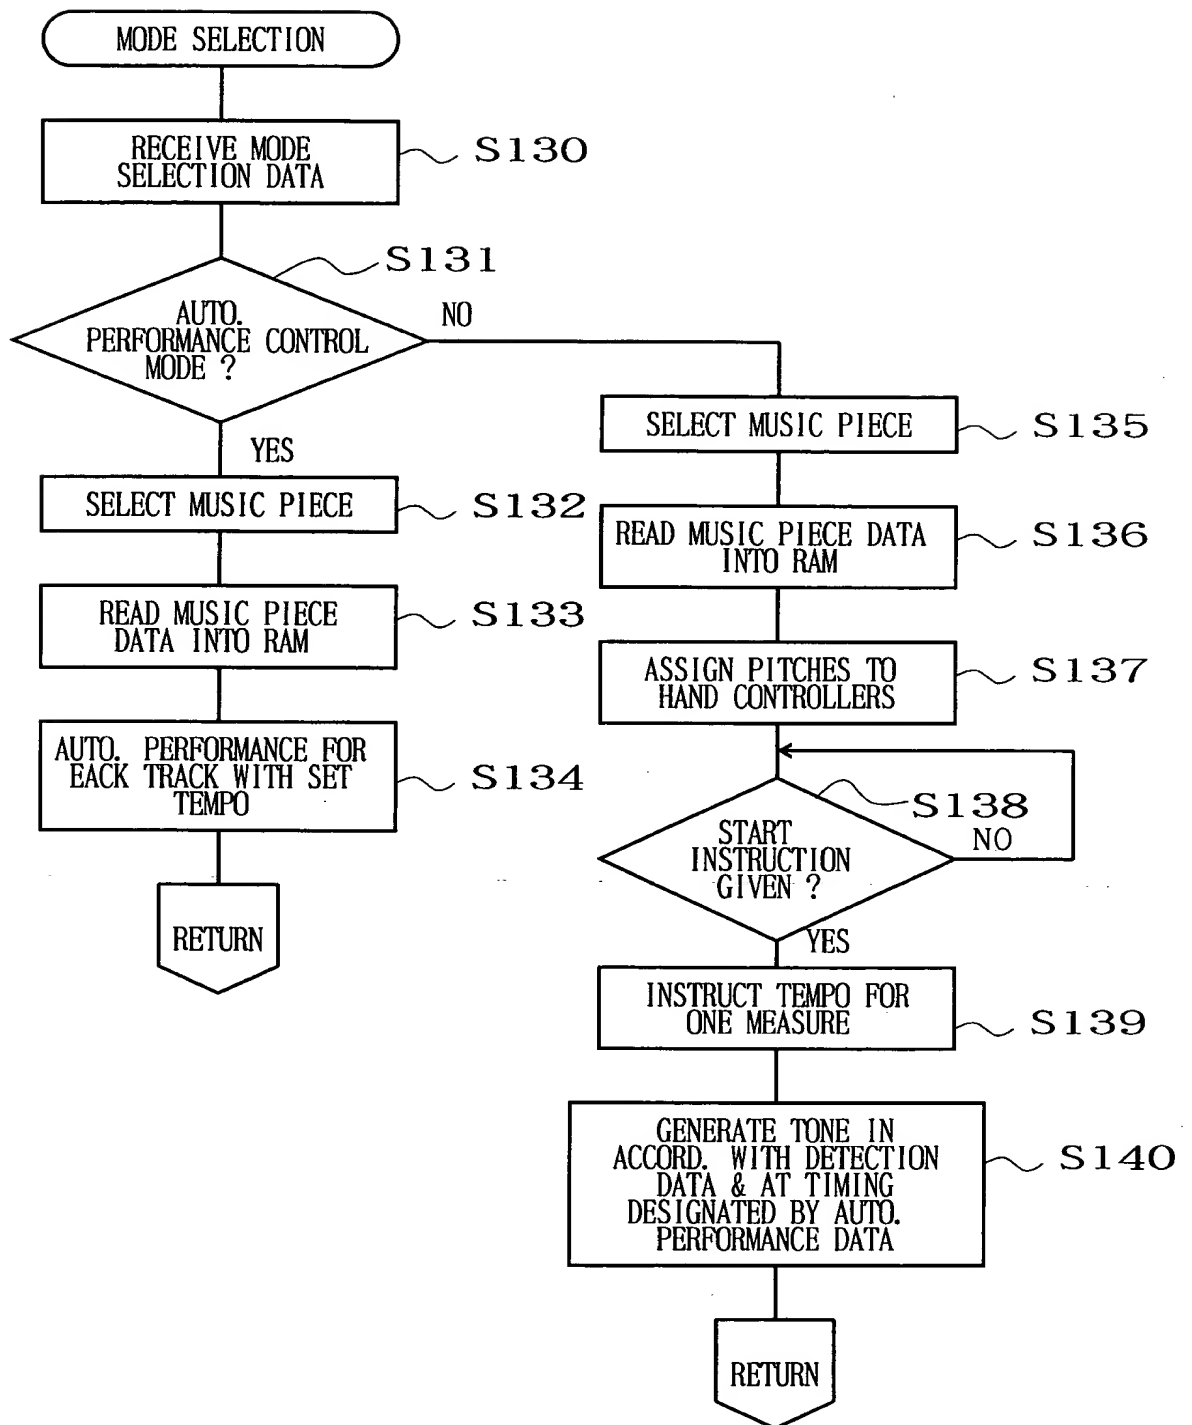 MODE SELECTION
RECEIVE MODE
SELECTION DATA
S130
S131
AUTO.
PERFORMANCE CONTROL
MODE ?
NO
YES
SELECT MUSIC PIECE
S132
READ MUSIC PIECE
DATA INTO RAM
S133
AUTO. PERFORMANCE FOR
EACK TRACK WITH SET
TEMPO
S134
RETURN
SELECT MUSIC PIECE
S135
READ MUSIC PIECE DATA
INTO RAM
S136
ASSIGN PITCHES TO
HAND CONTROLLERS
S137
S138
START
INSTRUCTION
GIVEN ?
NO
YES
INSTRUCT TEMPO FOR
ONE MEASURE
S139
GENERATE TONE IN
ACCORD. WITH DETECTION
DATA & AT TIMING
DESIGNATED BY AUTO.
PERFORMANCE DATA
S140
RETURN